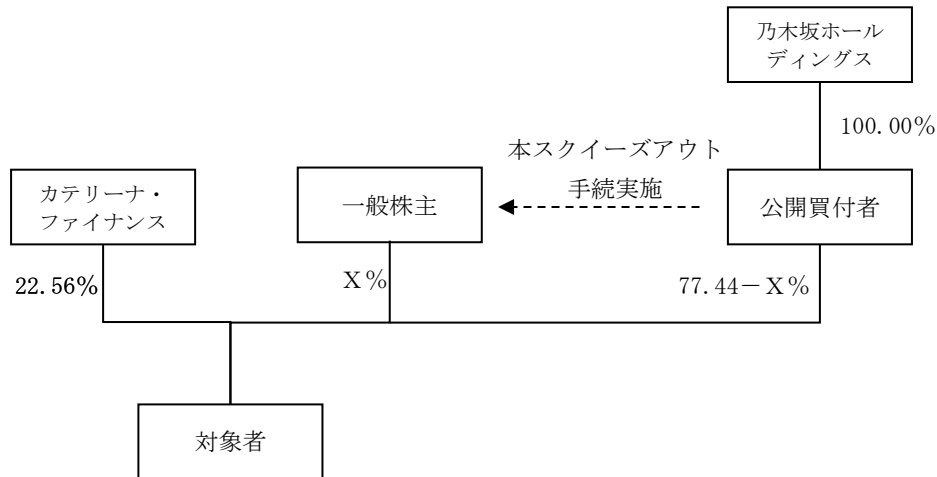 乃木坂ホール
ディングス
100.00%
本スクイーズアウト
手続実施
カテリーナ・
ファイナンス
一般株主
公開買付者
22.56%
X%
77.44-X%
対象者